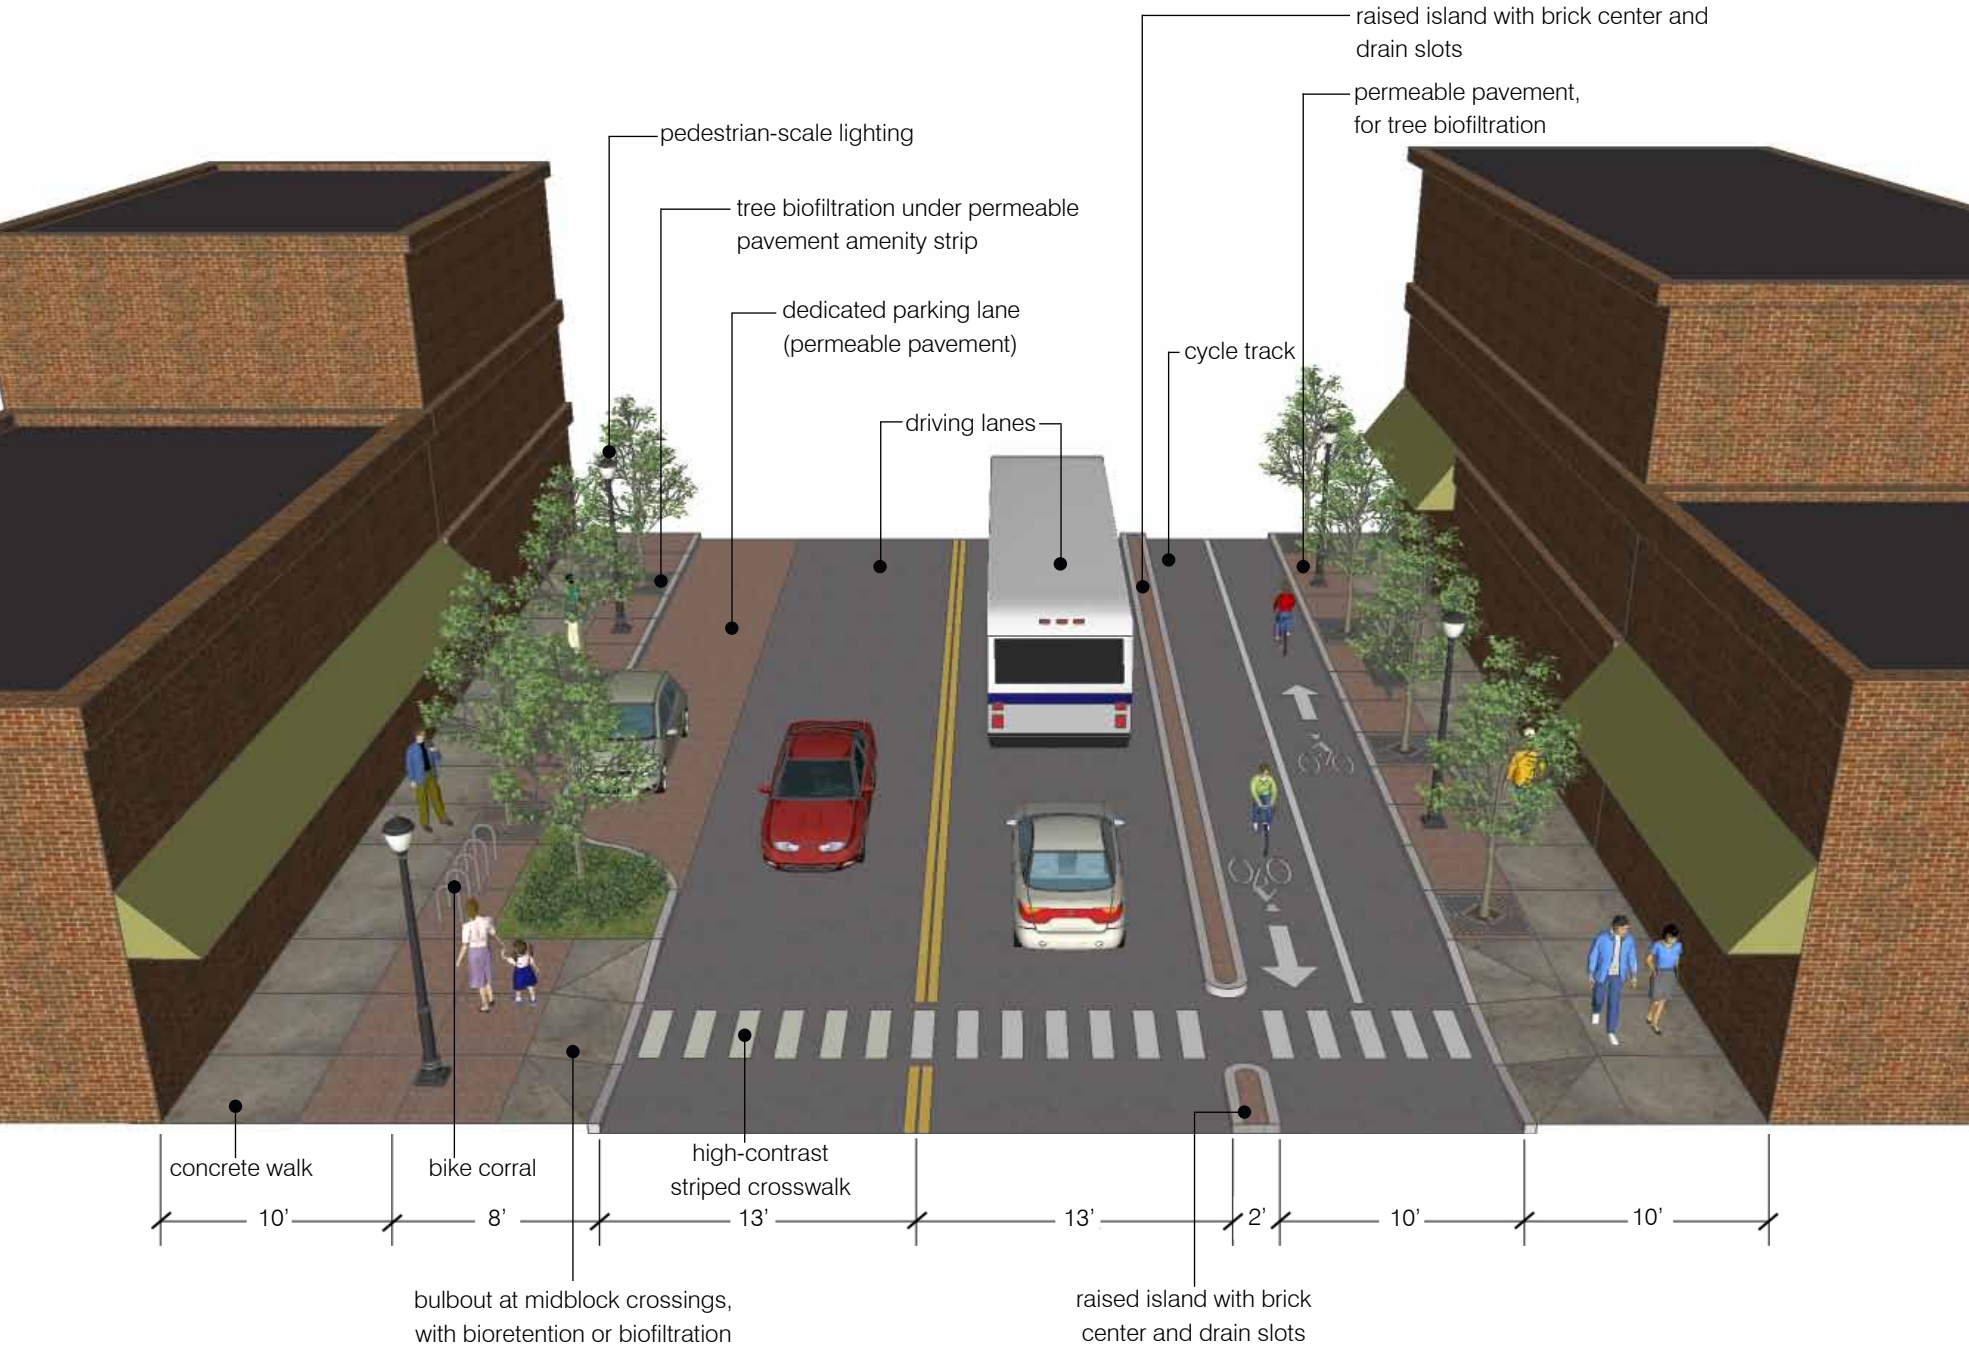 raised island with brick center and
drain slots
permeable pavement,
for tree biofiltration
pedestrian-scale lighting
tree biofiltration under permeable
pavement amenity strip
dedicated parking lane
(permeable pavement)
cycle track
driving lanes
concrete walk
bike corral
high-contrast
striped crosswalk
10’
8’
13’
13’
2’
10’
10’
bulbout at midblock crossings,
with bioretention or biofiltration
raised island with brick
center and drain slots